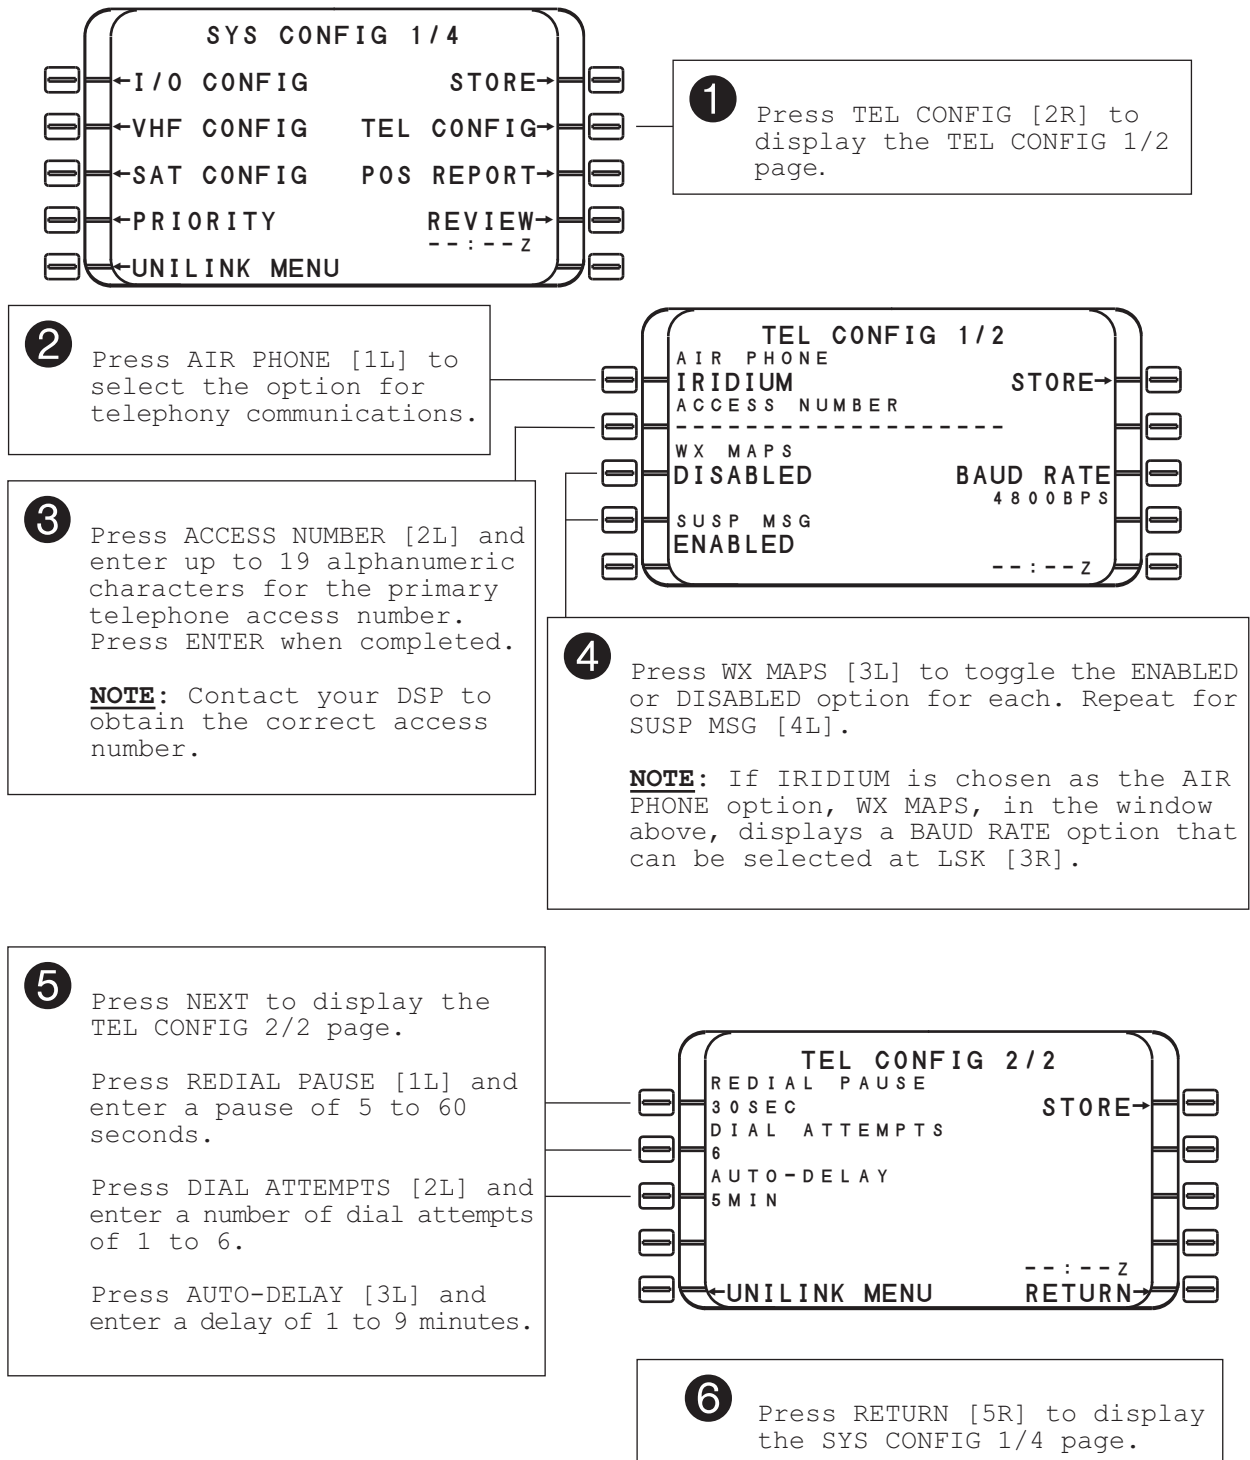 SYS CONFIG 1/4
←I/O CONFIG STORE→
←VHF CONFIG TEL CONFIG→
←SAT CONFIG POS REPORT→
←PRIORITY REVIEW→
--:--Z
←UNILINK MENU
1
Press TEL CONFIG [2R] to
display the TEL CONFIG 1/2
page.
2
Press AIR PHONE [1L] to
select the option for
telephony communications.
TEL CONFIG 1/2
AIR PHONE
IRIDIUM STORE→
ACCESS NUMBER
-------------------
WX MAPS
DISABLED BAUD RATE
4800BPS
SUSP MSG
ENABLED
--:--Z
3
Press ACCESS NUMBER [2L] and
enter up to 19 alphanumeric
characters for the primary
telephone access number.
Press ENTER when completed.
NOTE: Contact your DSP to
obtain the correct access
number.
4
Press WX MAPS [3L] to toggle the ENABLED
or DISABLED option for each. Repeat for
SUSP MSG [4L].
NOTE: If IRIDIUM is chosen as the AIR
PHONE option, WX MAPS, in the window
above, displays a BAUD RATE option that
can be selected at LSK [3R].
5
Press NEXT to display the
TEL CONFIG 2/2 page.
Press REDIAL PAUSE [1L] and
enter a pause of 5 to 60
seconds.
Press DIAL ATTEMPTS [2L] and
enter a number of dial attempts
of 1 to 6.
Press AUTO-DELAY [3L] and
enter a delay of 1 to 9 minutes.
TEL CONFIG 2/2
REDIAL PAUSE
30SEC STORE→
DIAL ATTEMPTS
6
AUTO-DELAY
5MIN
--:--Z
←UNILINK MENU RETURN→
6
Press RETURN [5R] to display
the SYS CONFIG 1/4 page.